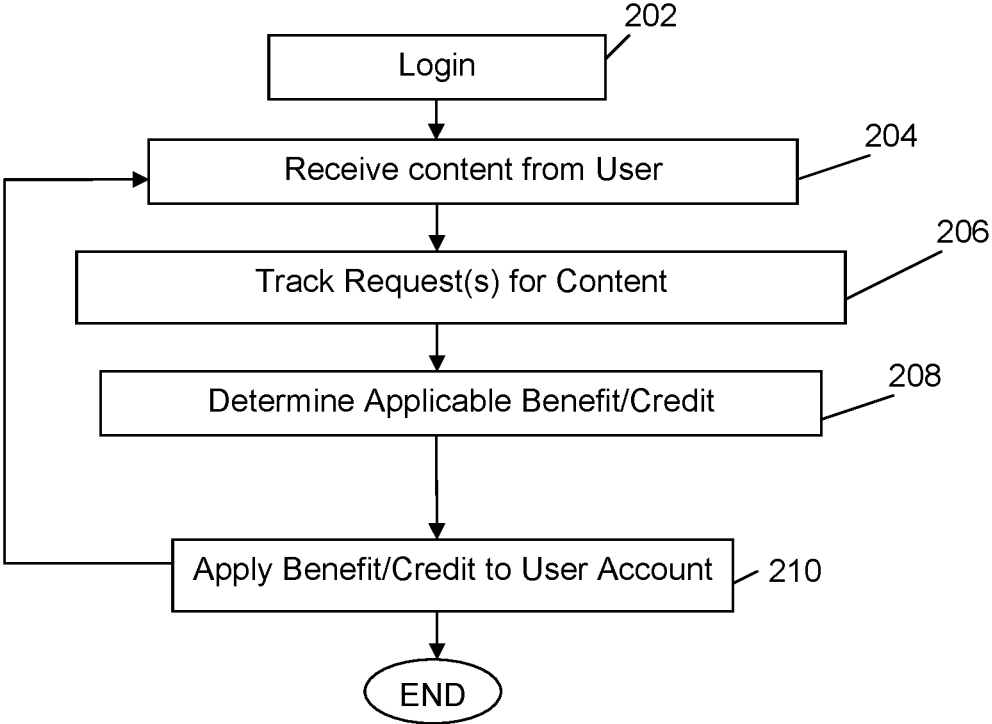 202
Login
204
Receive content from User
206
Track Request(s) for Content
208
Determine Applicable Benefit/Credit
Apply Benefit/Credit to User Account
210
END